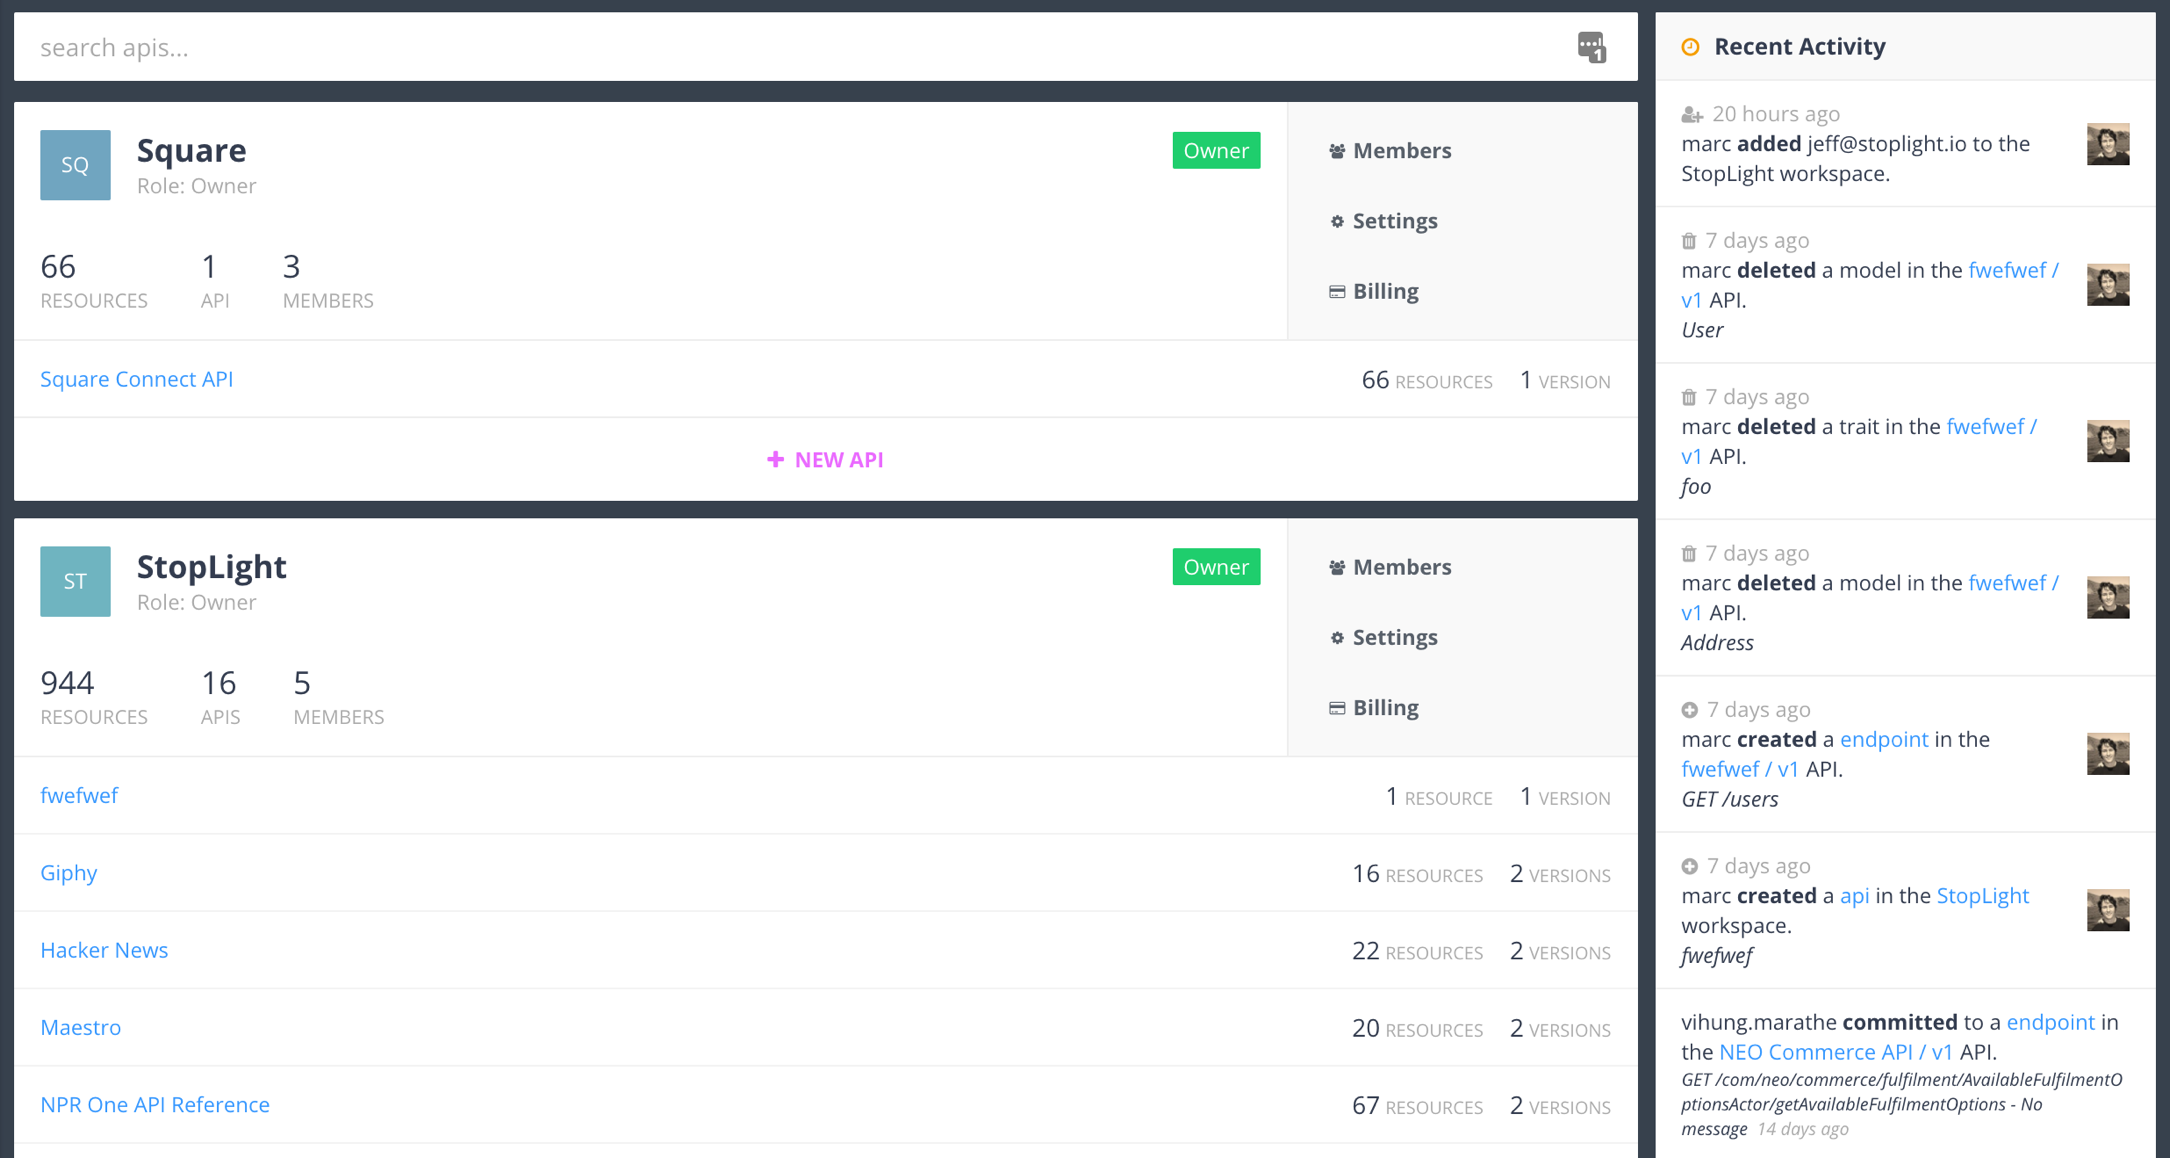 search apis...
1
SQ
Square
Role: Owner
Owner
66
RESOURCES
1
API
3
MEMBERS
Members
Settings
Billing
Square Connect API
66 RESOURCES 1 VERSION
+ NEW API
ST
StopLight
Role: Owner
Owner
944
RESOURCES
16
APIS
5
MEMBERS
Members
Settings
Billing
fwefwef
1 RESOURCE 1 VERSION
Giphy
16 RESOURCES 2 VERSIONS
Hacker News
22 RESOURCES 2 VERSIONS
Maestro
20 RESOURCES 2 VERSIONS
NPR One API Reference
67 RESOURCES 2 VERSIONS
Recent Activity
20 hours ago
marc added jeff@stoplight.io to the
StopLight workspace.
7 days ago
marc deleted a model in the fwefwef /
v1 API.
User
7 days ago
marc deleted a trait in the fwefwef /
v1 API.
foo
7 days ago
marc deleted a model in the fwefwef /
v1 API.
Address
7 days ago
marc created a endpoint in the
fwefwef / v1 API.
GET /users
7 days ago
marc created a api in the StopLight
workspace.
fwefwef
vihung.marathe committed to a endpoint in
the NEO Commerce API / v1 API.
GET /com/neo/commerce/fulfilment/AvailableFulfilmentO
ptionsActor/getAvailableFulfilmentOptions - No
message 14 days ago